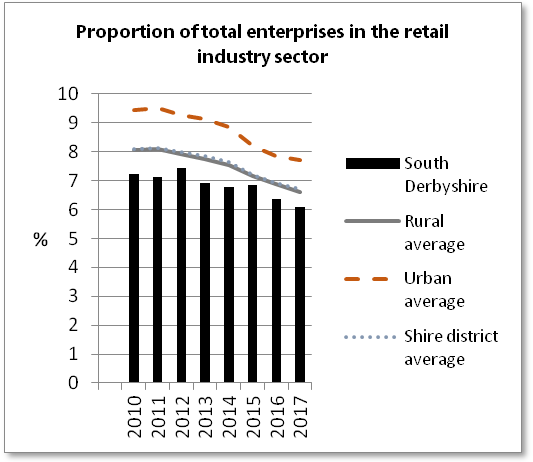 Proportion of total enterprises in the retail
industry sector
10
9
8
7
6
5
4
3
2
1
0
%
2010
2011
2012
2013
2014
2015
2016
2017
South
Derbyshire
Rural
average
Urban
average
Shire district
average